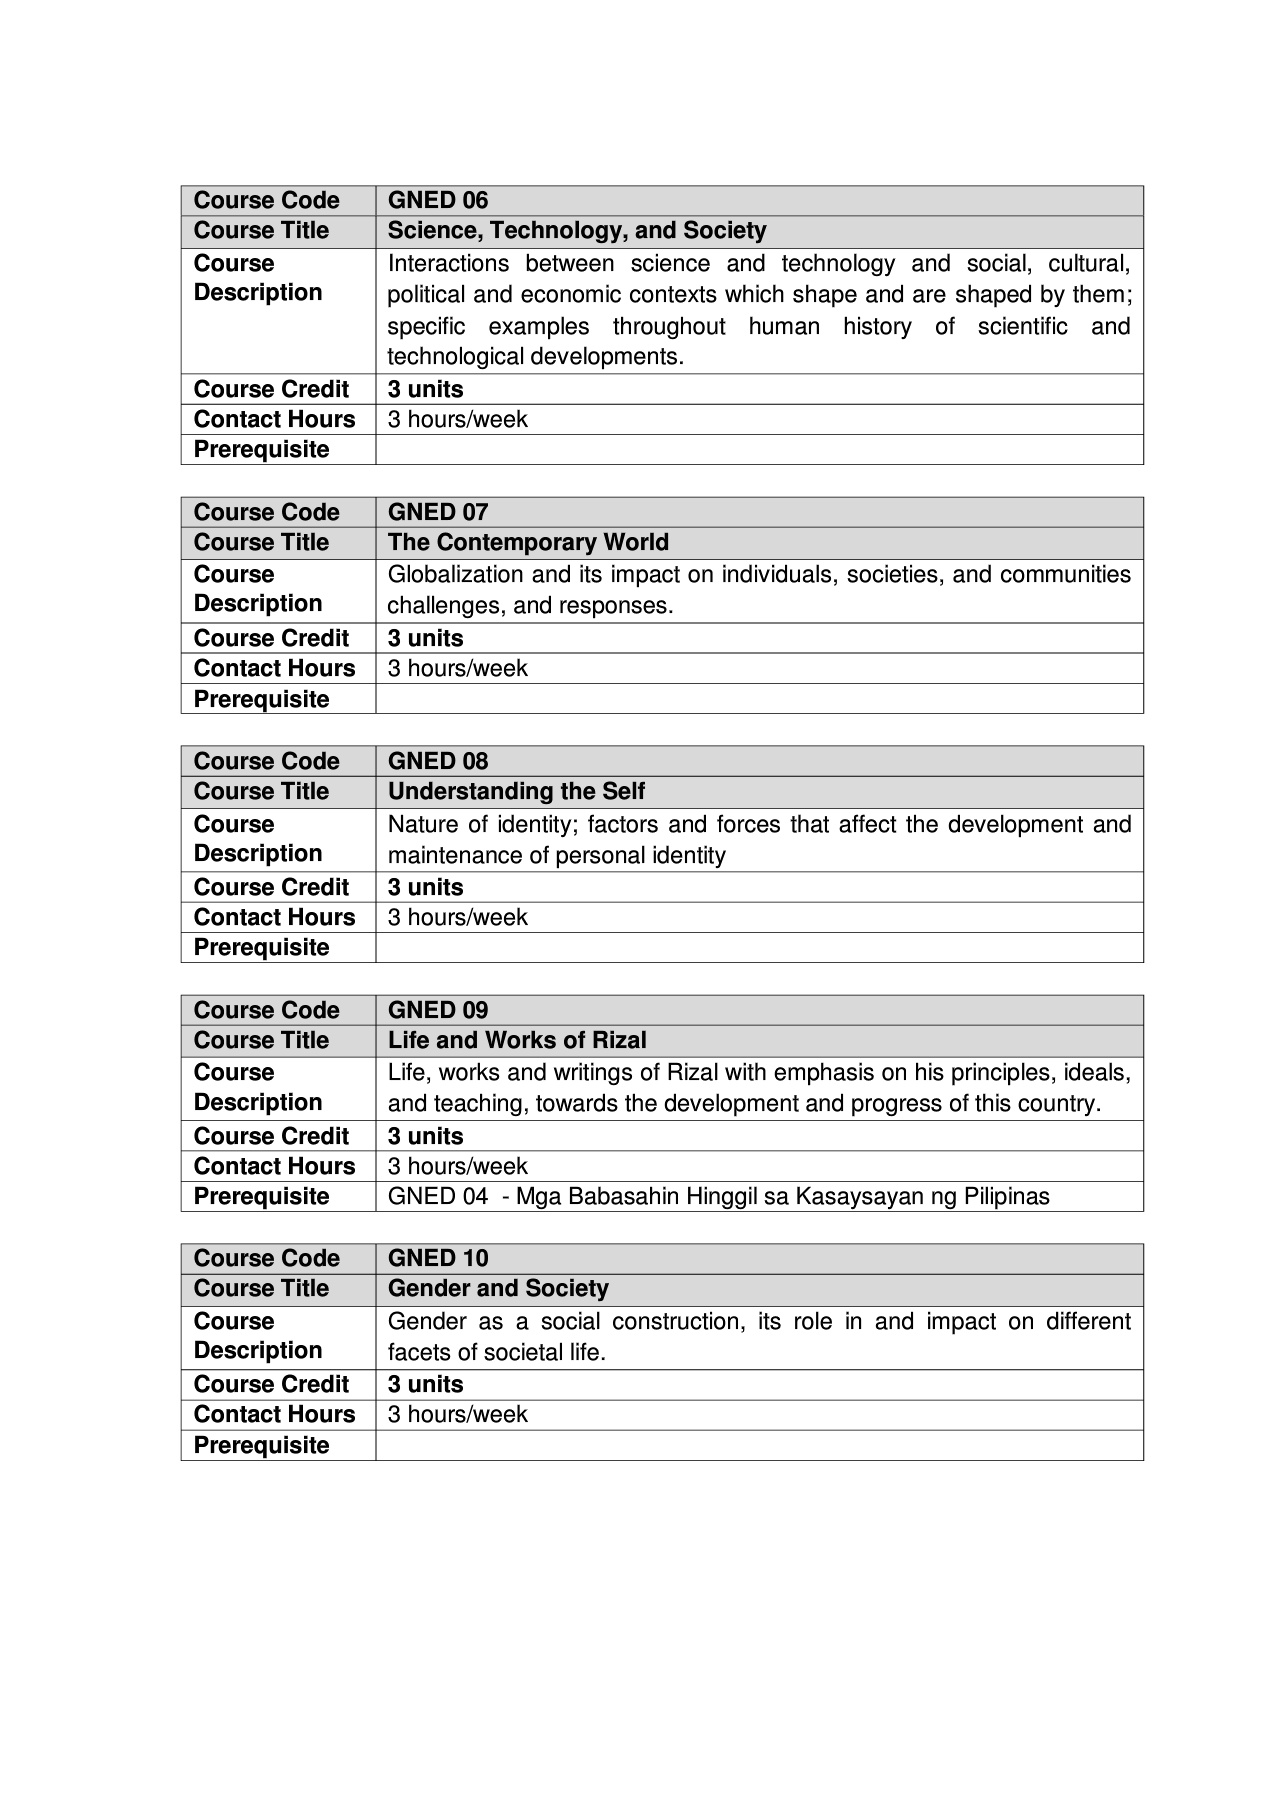 Course Code GNED 06
Course Title Science, Technology, and Society
Course Description
Interactions between science and technology and social, cultural,
political and economic contexts which shape and are shaped by them;
specific examples throughout human history of scientific and
technological developments.
Course Credit 3 units
Contact Hours 3 hours/week
Prerequisite
Course Code GNED 07
Course Title The Contemporary World
Course Description
Globalization and its impact on individuals, societies, and communities
challenges, and responses.
Course Credit 3 units
Contact Hours 3 hours/week
Prerequisite
Course Code GNED 08
Course Title Understanding the Self
Course Description
Nature of identity; factors and forces that affect the development and
maintenance of personal identity
Course Credit 3 units
Contact Hours 3 hours/week
Prerequisite
Course Code GNED 09
Course Title Life and Works of Rizal
Course Description
Life, works and writings of Rizal with emphasis on his principles, ideals,
and teaching, towards the development and progress of this country.
Course Credit 3 units
Contact Hours 3 hours/week
Prerequisite GNED 04 - Mga Babasahin Hinggil sa Kasaysayan ng Pilipinas
Course Code GNED 10
Course Title Gender and Society
Course Description
Gender as a social construction, its role in and impact on different
facets of societal life.
Course Credit 3 units
Contact Hours 3 hours/week
Prerequisite